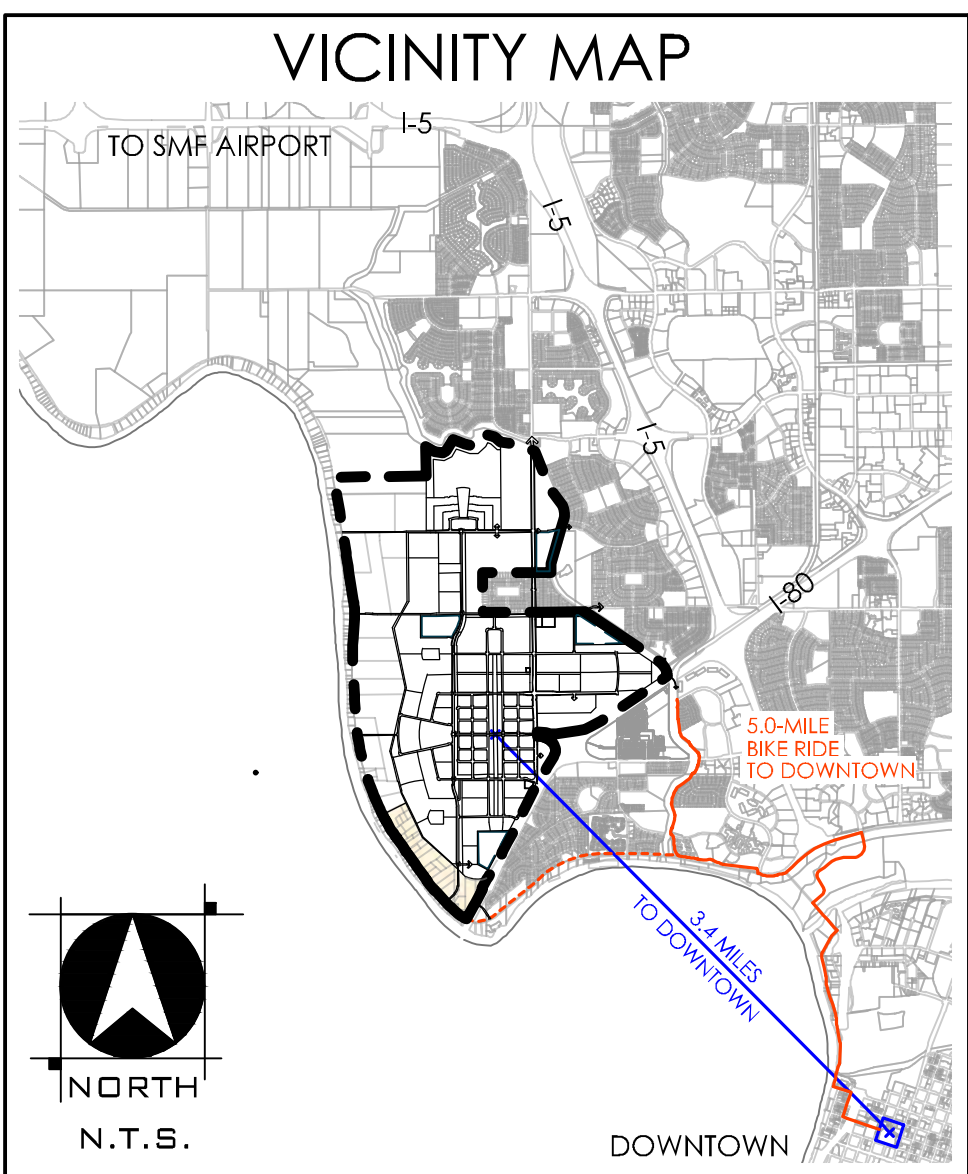 VICINITY MAP
I-5
TO SMF AIRPORT
I-5
I-5
I-80
5.0-MILE
BIKE RIDE
TO DOWNTOWN
3.4 MILES
TO DOWNTOWN
NORTH
N.T.S.
DOWNTOWN